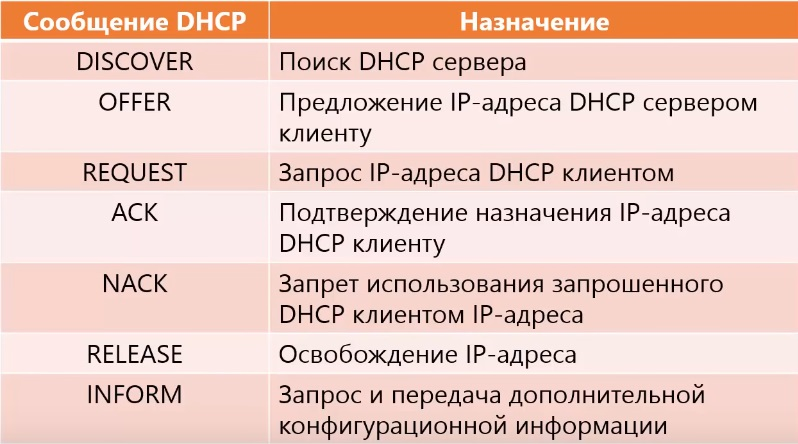 Сообщение DHCP
Назначение
DISCOVER
Поиск DHCP сервера
OFFER
Предложение IP-адреса DHCP сервером
клиенту
REQUEST
Запрос IP-адреса DHCP клиентом
ACK
Подтверждение назначения IP-адреса
DHCP клиенту
NACK
Запрет использования запрошенного
DHCP клиентом IP-адреса
RELEASE
Освобождение IP-адреса
INFORM
Запрос и передача дополнительной
конфигурационной информации